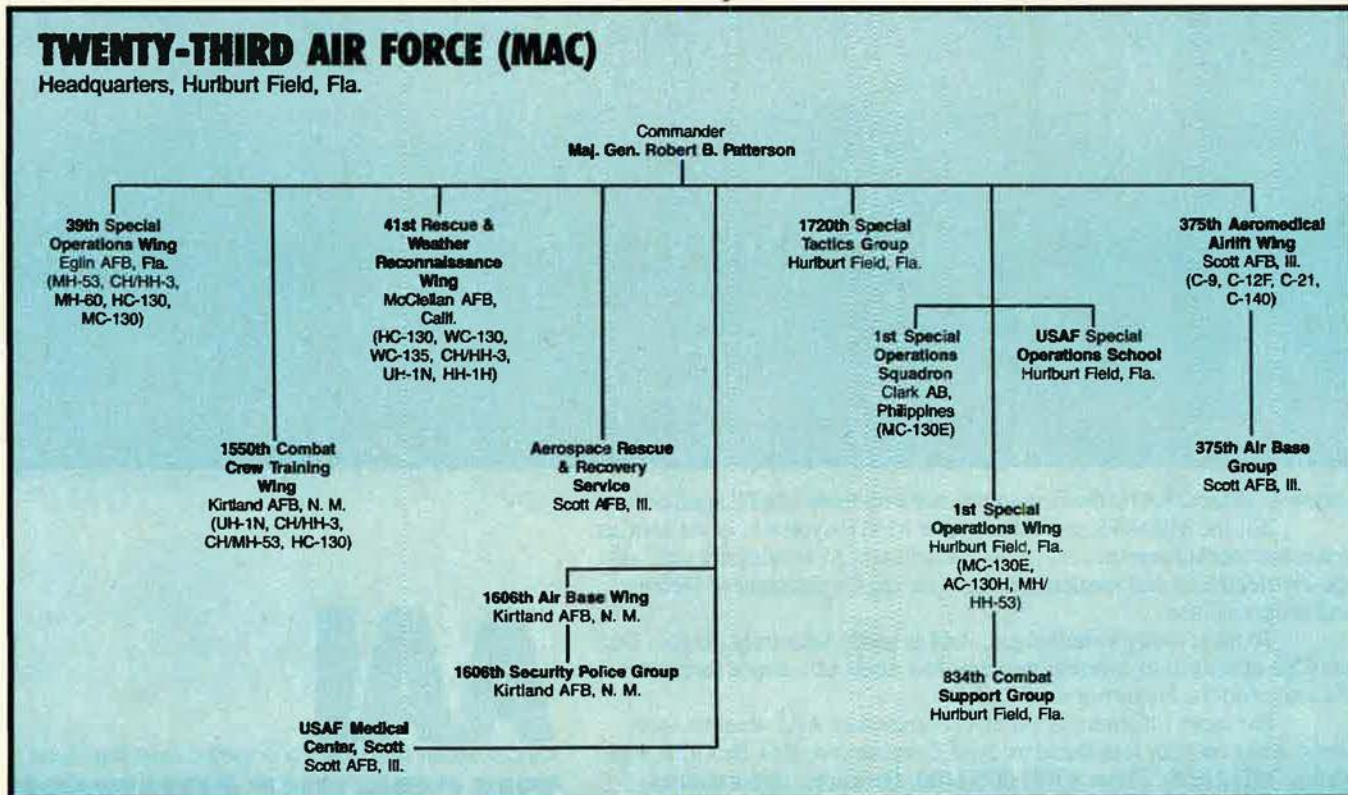 TWENTY-THIRD AIR FORCE (MAC)
Headquarters, Hurlburt Field, Fla.
Commander
Maj. Gen. Robert B. Patterson
39th Special
Operations Wing
Eglin AFB, Fla.
(MH-53, CH/HH-3,
MH-60, HC-130,
MC-130)
41st Rescue &
Weather
Reconnaissance
Wing
McClellan AFB,
Calif.
(HC-130, WC-130,
WC-135, CH/HH-3,
UH-1N, HH-1H)
1720th Special
Tactics Group
Hurlburt Field, Fla.
375th Aeromedical
Airlift Wing
Scott AFB, Ill.
(C-9, C-12F, C-21,
C-140)
1st Special
Operations
Squadron
Clark AB,
Philippines
(MC-130E)
USAF Special
Operations School
Hurlburt Field, Fla.
1550th Combat
Crew Training
Wing
Kirtland AFB, N. M.
(UH-1N, CH/HH-3,
CH/MH-53, HC-130)
Aerospace Rescue
& Recovery
Service
Scott AFB, Ill.
375th Air Base
Group
Scott AFB, Ill.
1st Special
Operations Wing
Hurlburt Field, Fla.
(MC-130E,
AC-130H, MH/
HH-53)
1606th Air Base Wing
Kirtland AFB, N. M.
1606th Security Police Group
Kirtland AFB, N. M.
834th Combat
Support Group
Hurlburt Field, Fla.
USAF Medical
Center, Scott
Scott AFB, Ill.